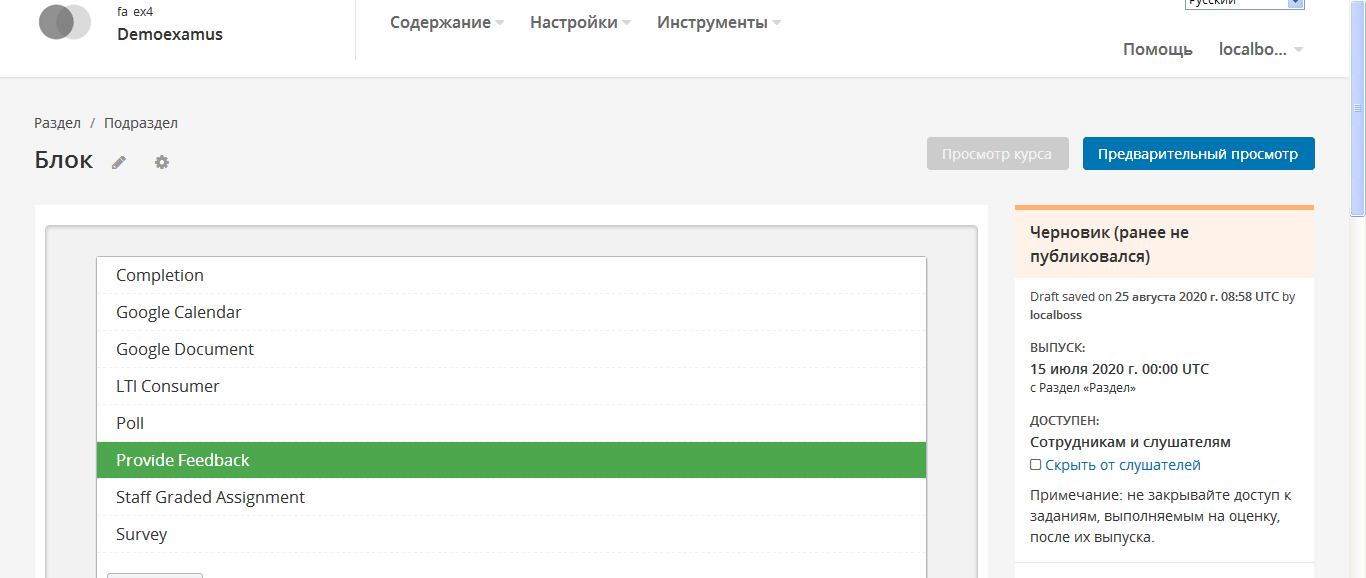 fa ex4
Demoexamus
Содержание
Настройки
Инструменты
Русский
Помощь
localbo...
Раздел / Подраздел
Блок
Просмотр курса
Предварительный просмотр
Completion
Google Calendar
Google Document
LTI Consumer
Poll
Provide Feedback
Staff Graded Assignment
Survey
Черновик (ранее не
публиковался)
Draft saved on 25 августа 2020 г. 08:58 UTC by
localboss
ВЫПУСК:
15 июля 2020 г. 00:00 UTC
с Раздел «Раздел»
ДОСТУПЕН:
Сотрудникам и слушателям
Скрыть от слушателей
Примечание: не закрывайте доступ к
заданиям, выполняемым на оценку,
после их выпуска.